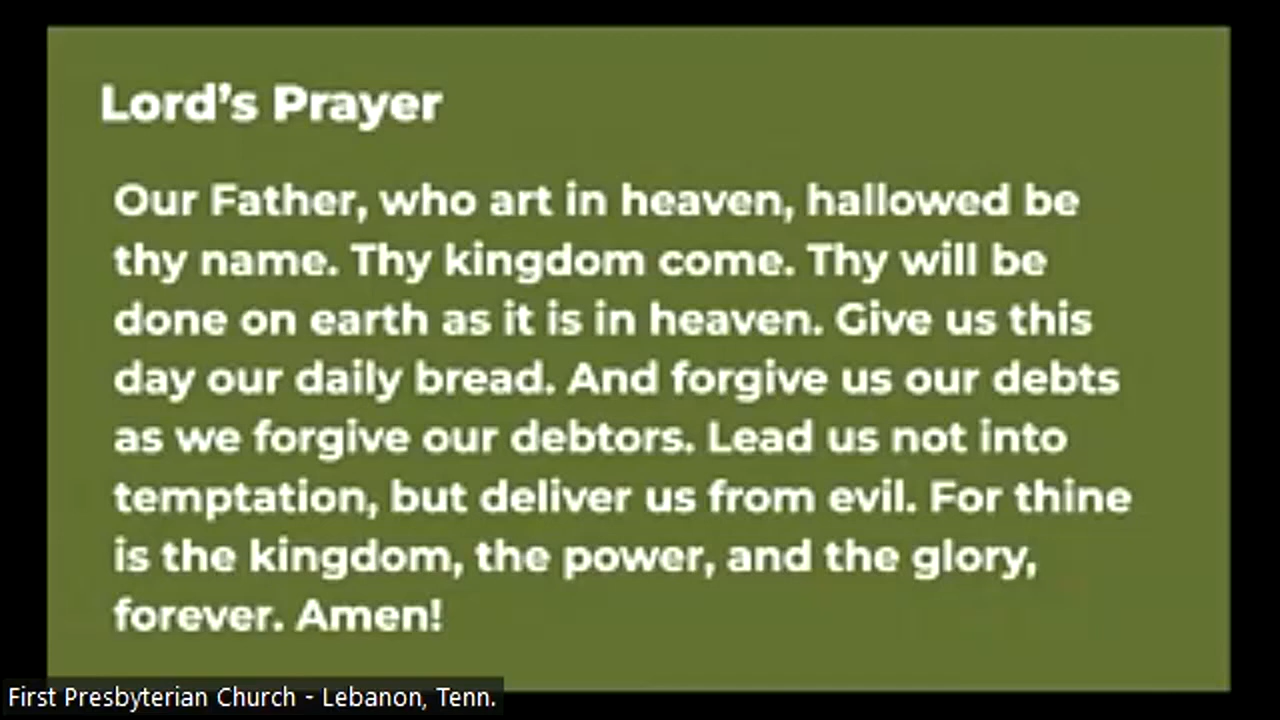 Lord's Prayer
Our Father, who art in heaven, hallowed be
thy name. Thy kingdom come. Thy will be
done on earth as it is in heaven. Give us this
day our daily bread. And forgive us our debts
as we forgive our debtors. Lead us not into
temptation, but deliver us from evil. For thine
is the kingdom, the power, and the glory,
forever. Amen!
First Presbyterian Church - Lebanon, Tenn.